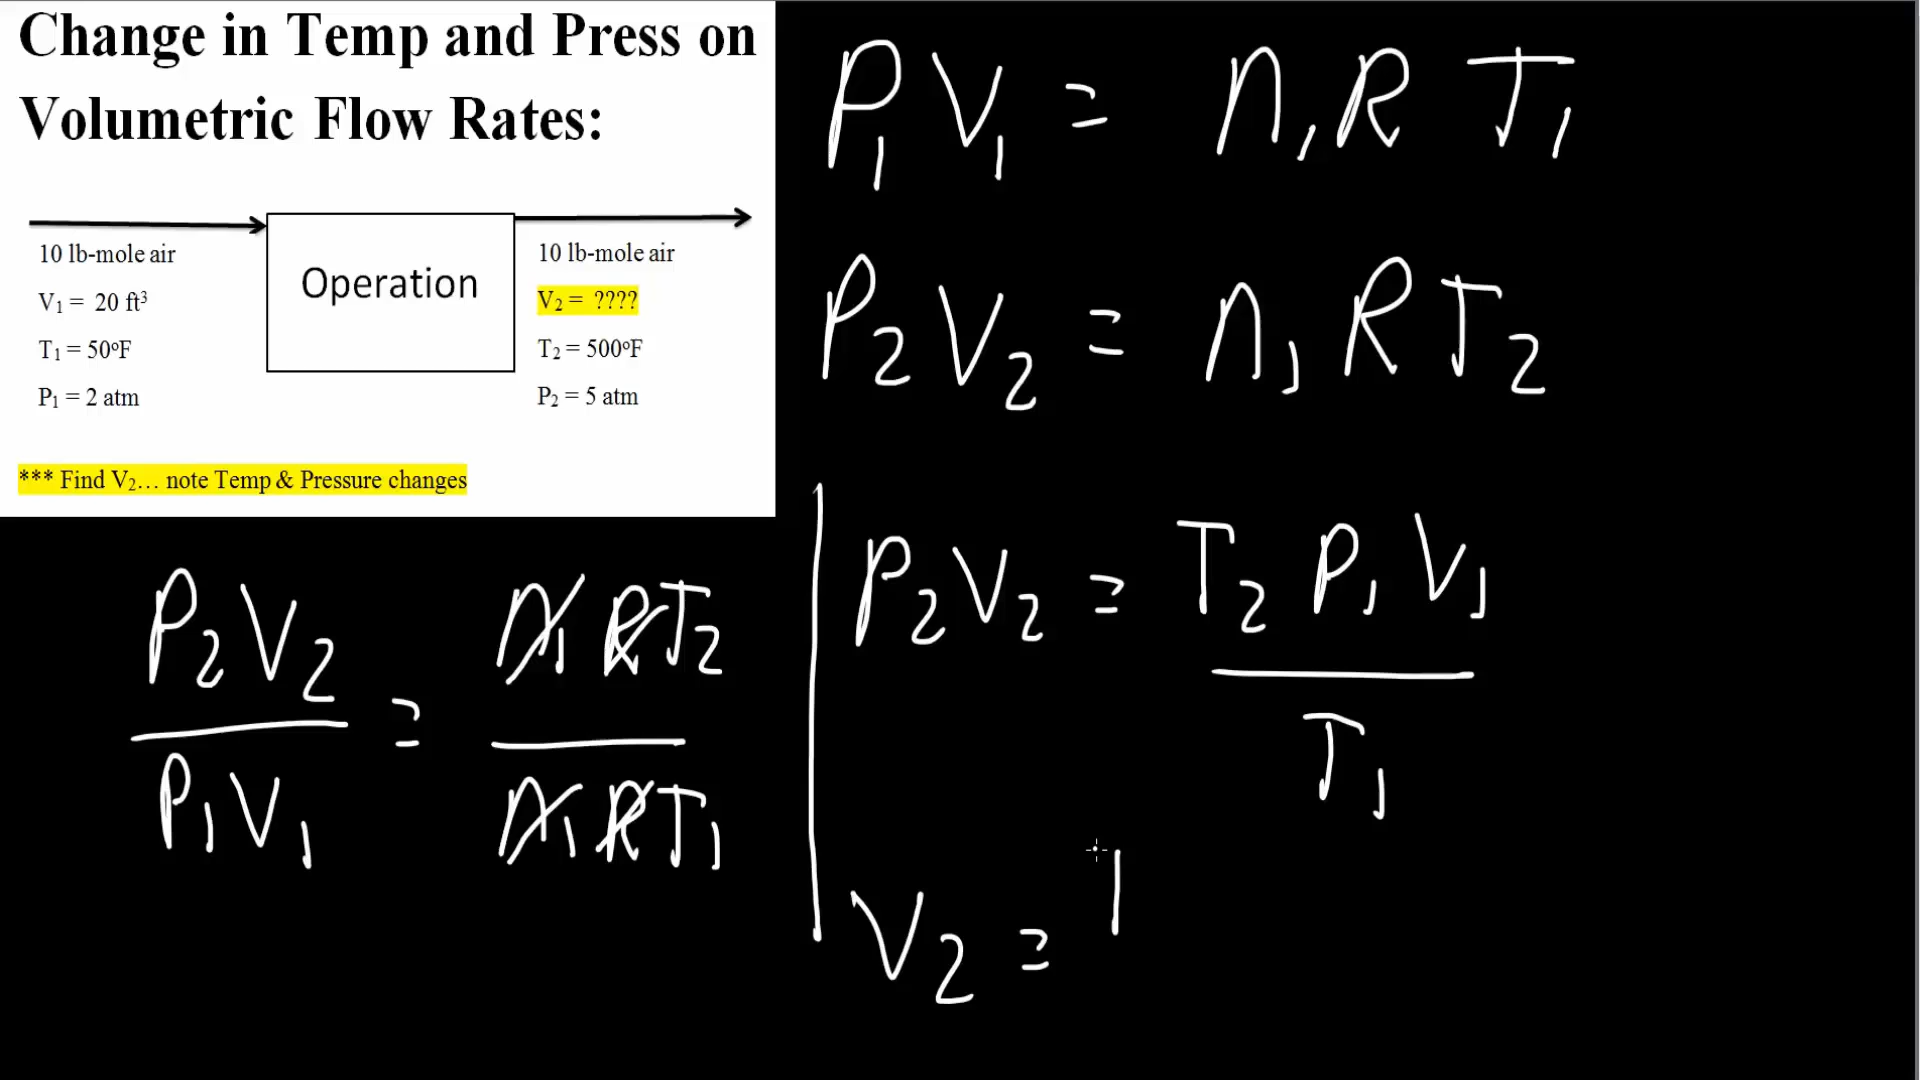 Change in Temp and Press on
Volumetric Flow Rates:
10 lb-mole air
V₁ = 20 ft³
T₁ = 50°F
P₁ = 2 atm
Operation
10 lb-mole air
V₂ = ????
T₂ = 500°F
P₂ = 5 atm
*** Find V₂… note Temp & Pressure changes
P₁V₁ = n₁RT₁
P₂V₂ = n₁RT₂
P₂V₂ = n₁RT₂
P₁V₁ n₁RT₁
P₂V₂ = T₂P₁V₁
T₁
V₂ =